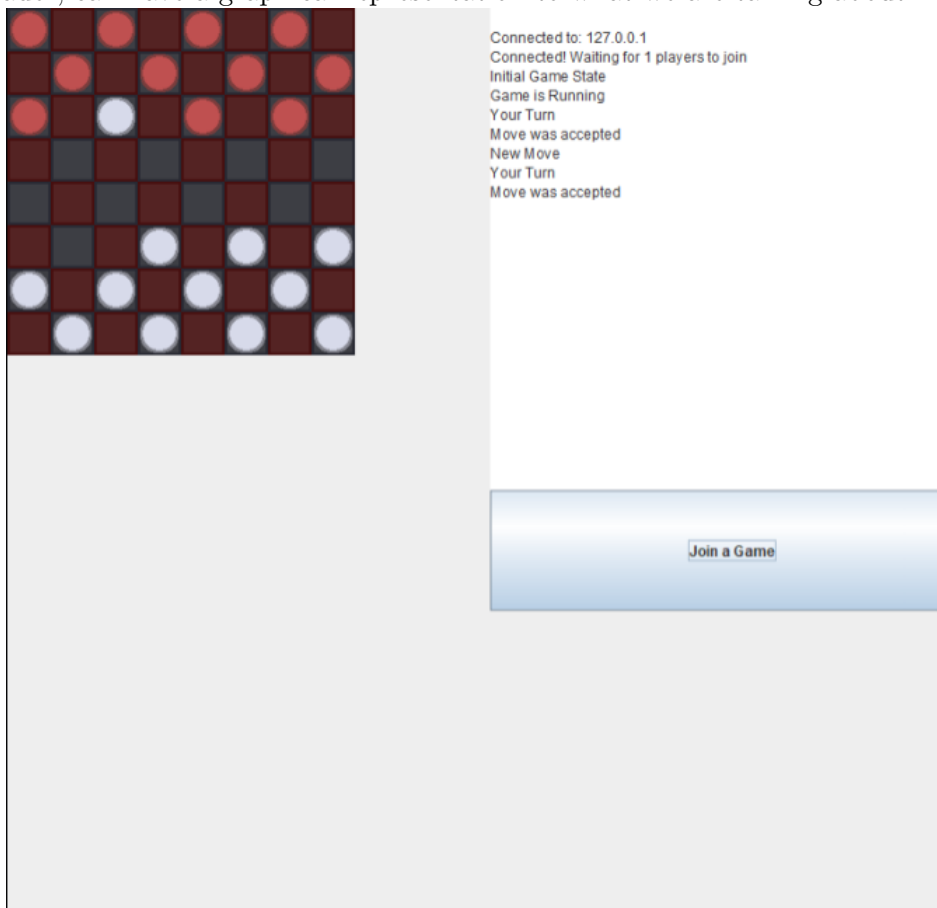 Connected to: 127.0.0.1
Connected! Waiting for 1 players to join
Initial Game State
Game is Running
Your Turn
Move was accepted
New Move
Your Turn
Move was accepted
Join a Game